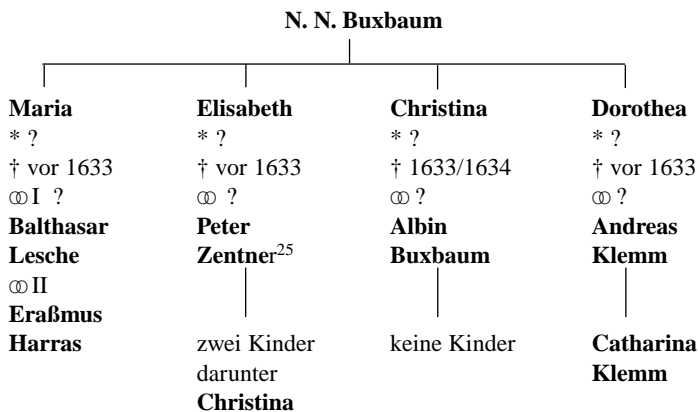 N. N. Buxbaum
Maria
* ?
† vor 1633
⚭ I ?
Balthasar
Lesche
⚭ II
Eraßmus
Harras
Elisabeth
* ?
† vor 1633
⚭ ?
Peter
Zentner25
zwei Kinder
darunter
Christina
Christina
* ?
† 1633/1634
⚭ ?
Albin
Buxbaum
keine Kinder
Dorothea
* ?
† vor 1633
⚭ ?
Andreas
Klemm
Catharina
Klemm